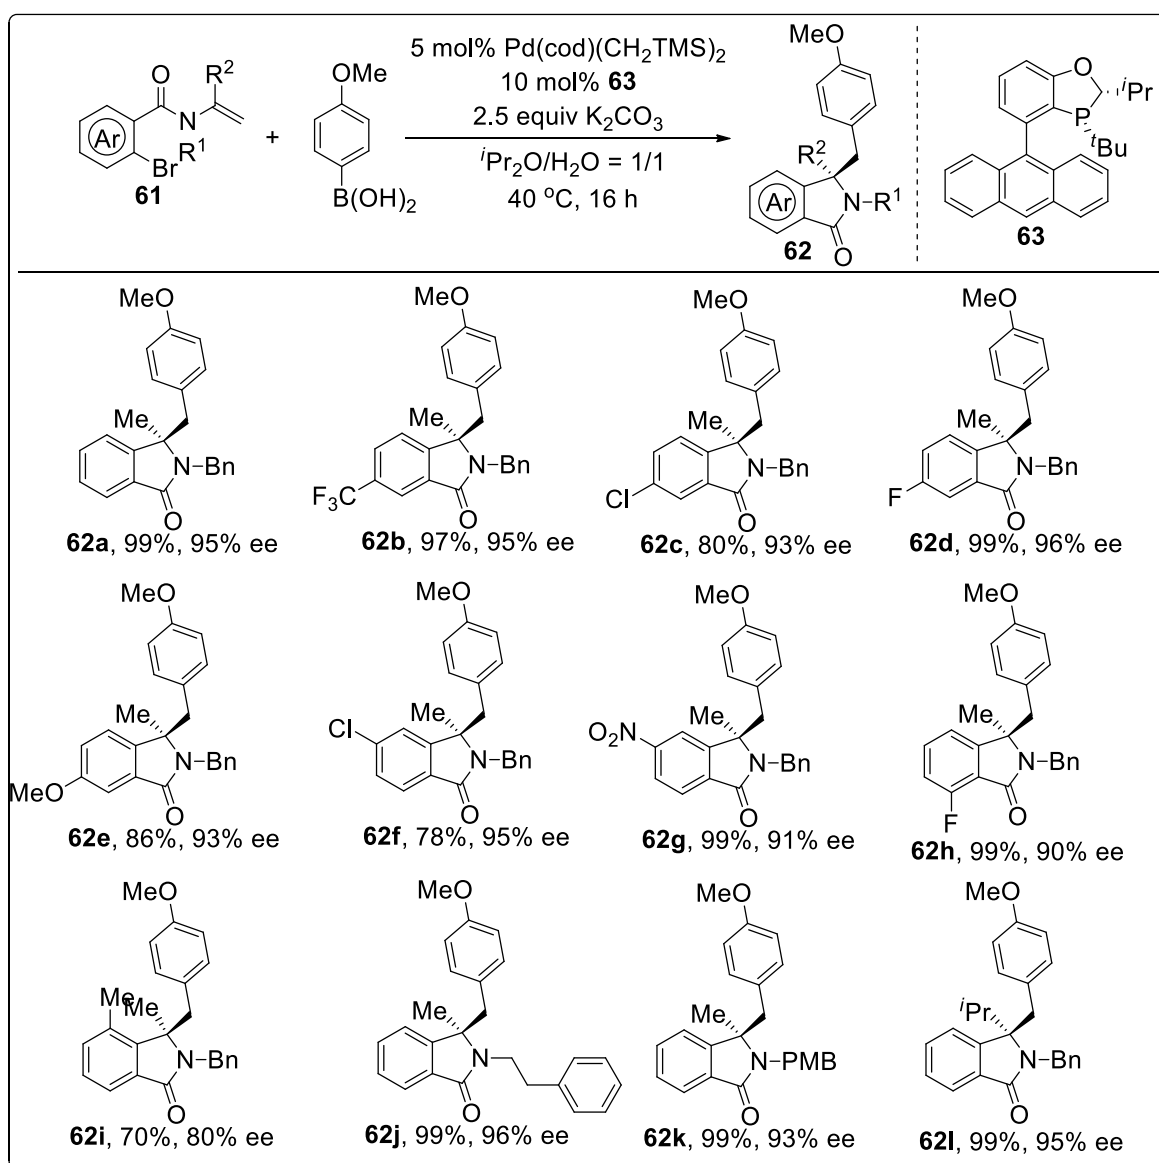 O
R²
N
Ar
Br
R¹
61
+
OMe
B(OH)₂
5 mol% Pd(cod)(CH₂TMS)₂
10 mol% 63
2.5 equiv K₂CO₃
ⁱPr₂O/H₂O = 1/1
40 ºC, 16 h
MeO
R²
Ar
N
R¹
O
62
O
ⁱPr
P
ᵗBu
63
MeO
Me
N
Bn
O
62a, 99%, 95% ee
MeO
Me
N
Bn
F₃C
O
62b, 97%, 95% ee
MeO
Me
N
Bn
Cl
O
62c, 80%, 93% ee
MeO
Me
N
Bn
F
O
62d, 99%, 96% ee
MeO
Me
N
Bn
MeO
O
62e, 86%, 93% ee
MeO
Cl
Me
N
Bn
O
62f, 78%, 95% ee
MeO
O₂N
Me
N
Bn
O
62g, 99%, 91% ee
MeO
Me
N
Bn
F
O
62h, 99%, 90% ee
MeO
Me
Me
N
Bn
O
62i, 70%, 80% ee
MeO
Me
N
O
62j, 99%, 96% ee
MeO
Me
N
PMB
O
62k, 99%, 93% ee
MeO
ⁱPr
N
Bn
O
62l, 99%, 95% ee